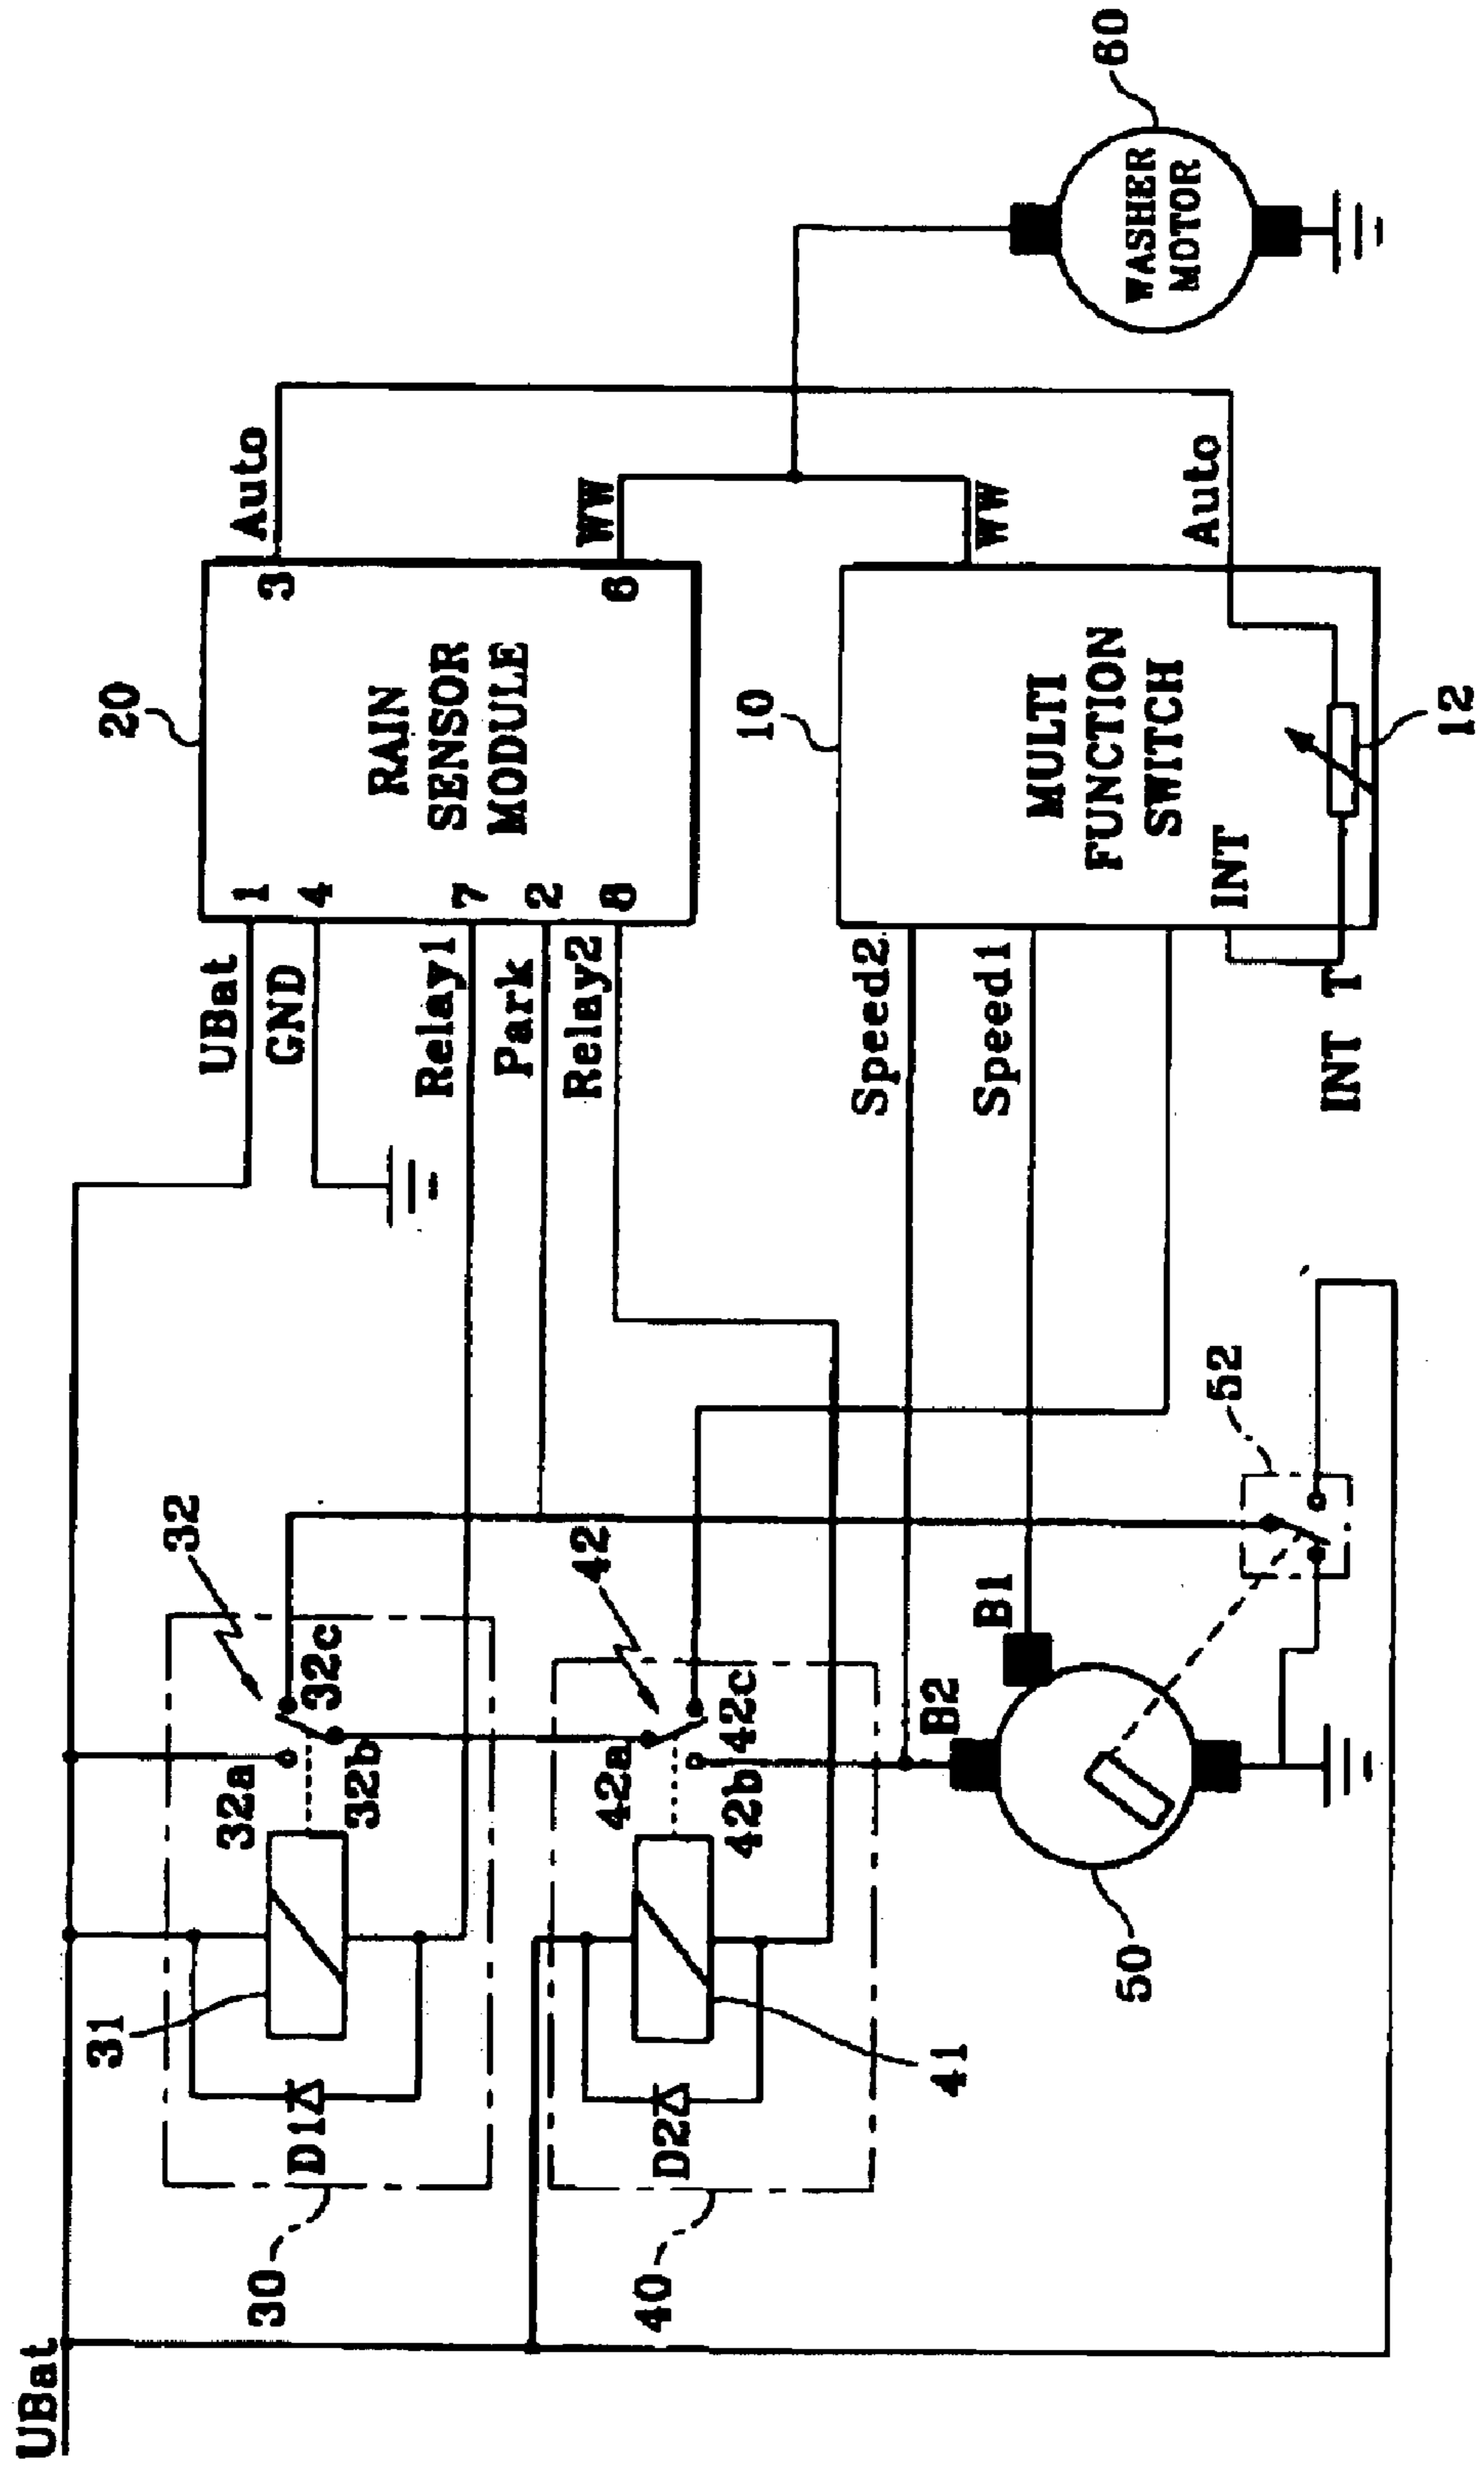 UBat
30
31
D1
32
32a
32b
32c
40
41
D2
42
42a
42b
42c
50
B2
B1
52
UBat
GND
Relay1
Park
Relay2
20
1
4
7
2
8
RAIN
SENSOR
MODULE
3
6
Auto
WW
Speed2
Speed1
INT T
10
MULTI
FUNCTION
SWITCH
INT
12
WW
Auto
60
WASHER
MOTOR